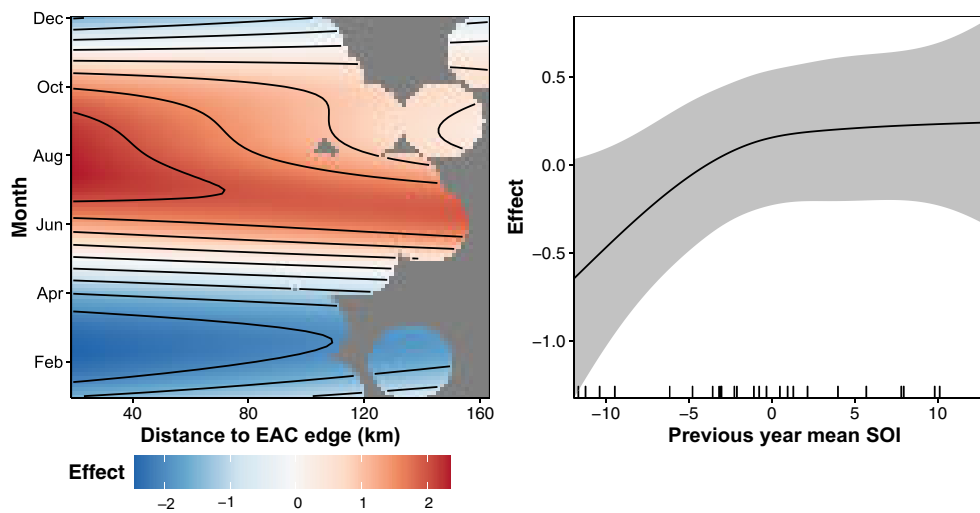 Dec
Oct
Aug
Jun
Apr
Feb
Month
40 80 120 160
Distance to EAC edge (km)
Effect
−2 −1 0 1 2
0.5
0.0
−0.5
−1.0
Effect
−10 −5 0 5 10
Previous year mean SOI